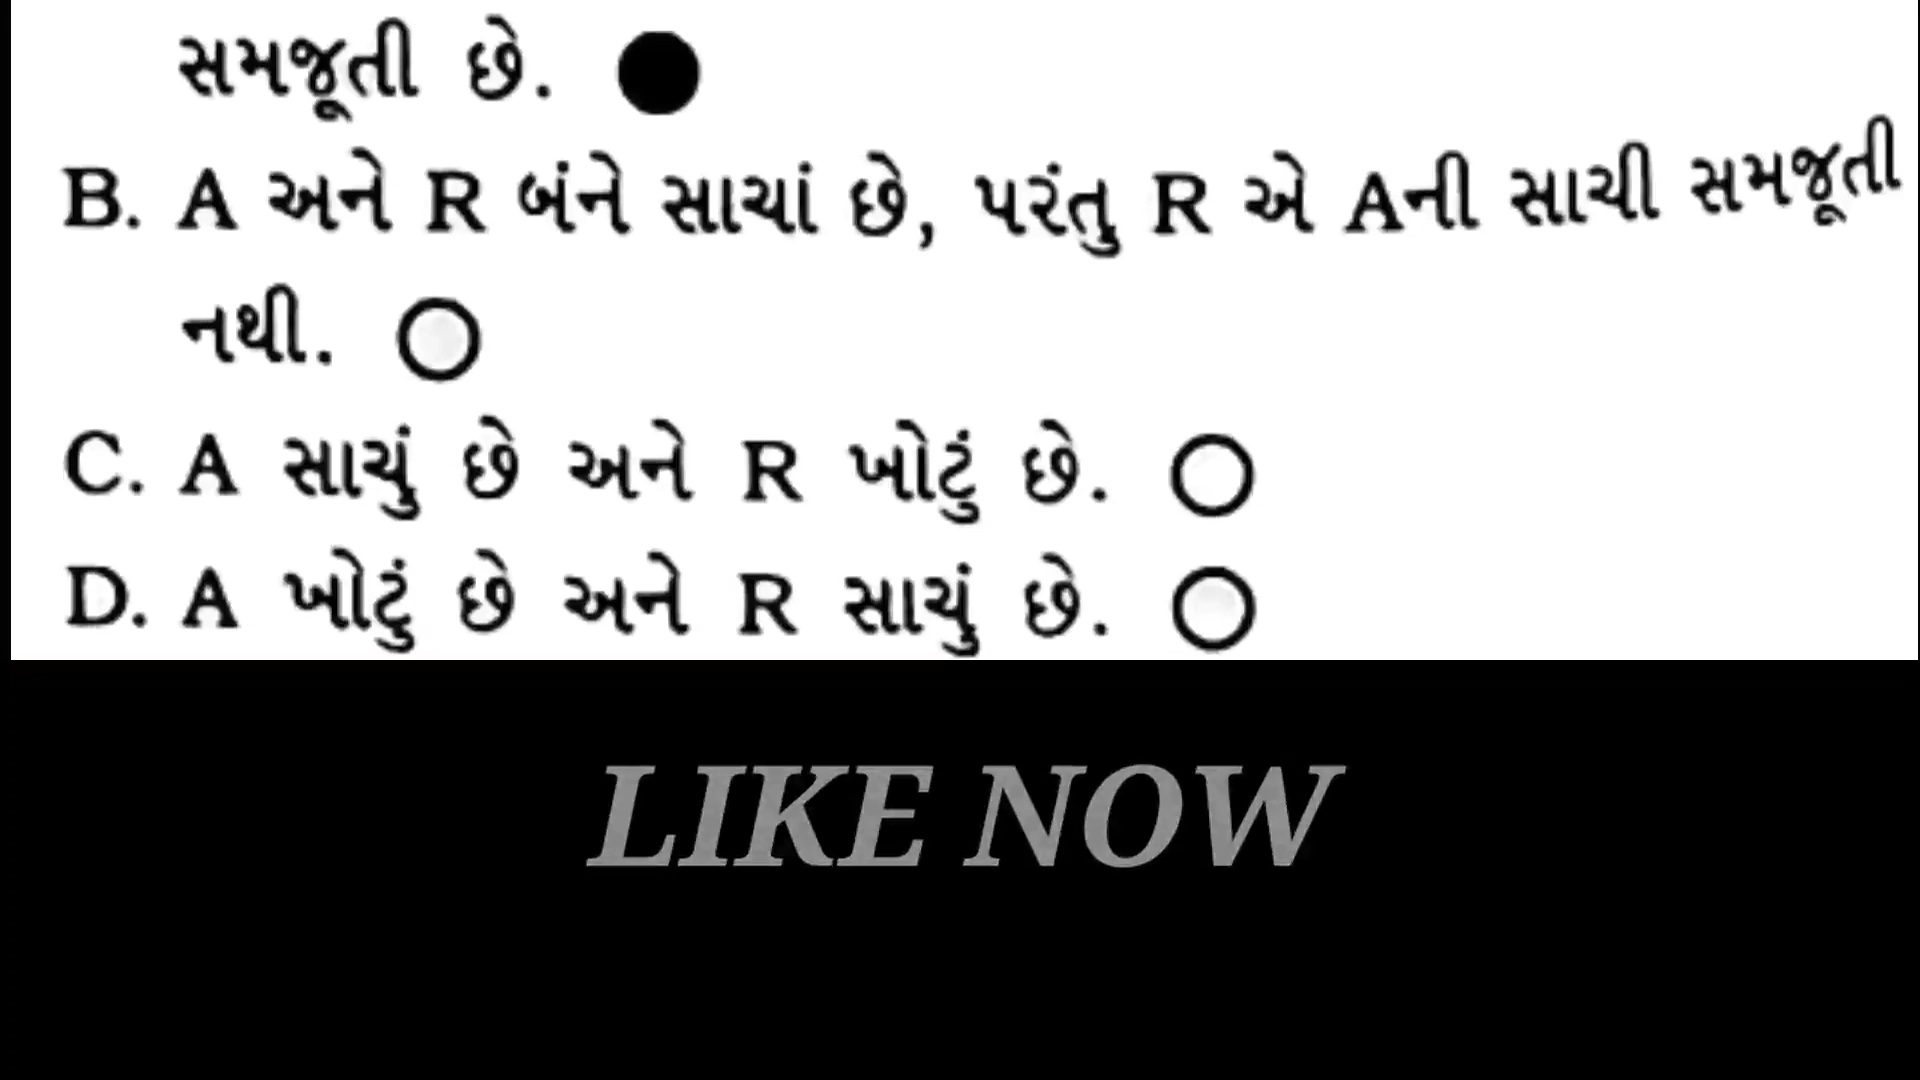 સમજૂતી છે.
B. A અને R બંને સાચાં છે, પરંતુ R એ Aની સાચી સમજૂતી
નથી.
C. A સાચું છે અને R ખોટું છે.
D. A ખોટું છે અને R સાચું છે.
LIKE NOW